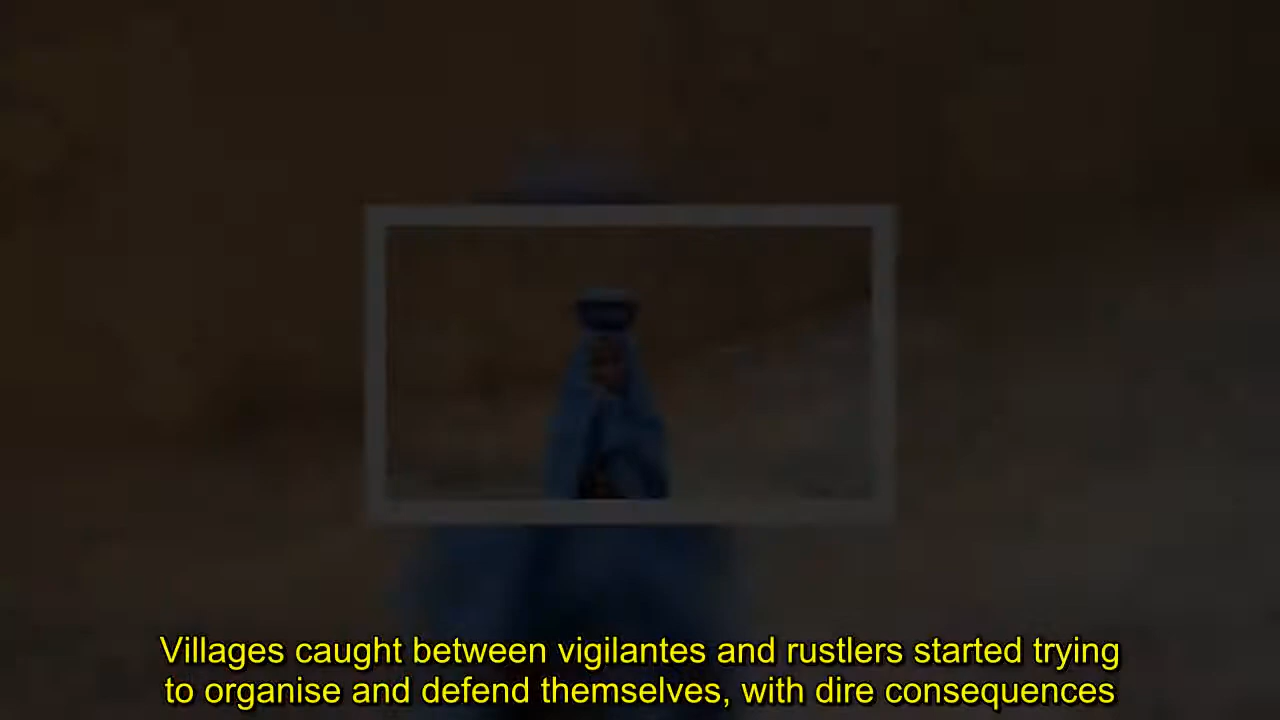 Villages caught between vigilantes and rustlers started trying
to organise and defend themselves, with dire consequences